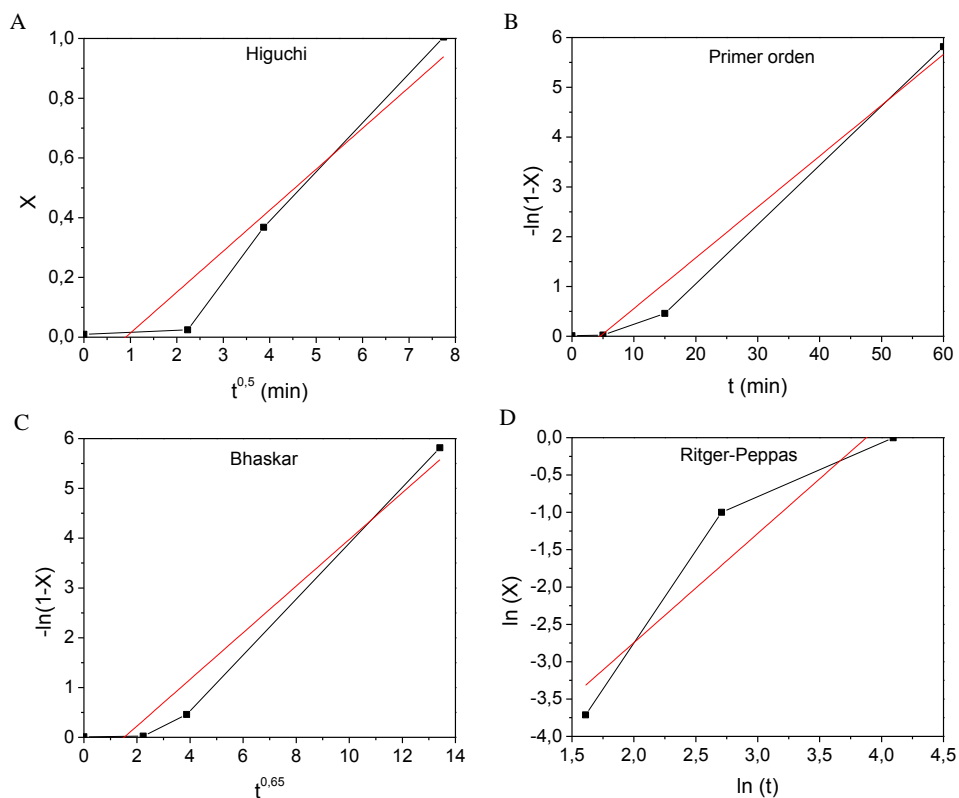 A
Higuchi
1,0
0,8
0,6
0,4
0,2
0,0
X
0 1 2 3 4 5 6 7 8
t0,5 (min)
B
Primer orden
6
5
4
3
2
1
0
-ln(1-X)
0 10 20 30 40 50 60
t (min)
C
Bhaskar
6
5
4
3
2
1
0
-ln(1-X)
0 2 4 6 8 10 12 14
t0,65
D
Ritger-Peppas
0,0
-0,5
-1,0
-1,5
-2,0
-2,5
-3,0
-3,5
-4,0
ln (X)
1,5 2,0 2,5 3,0 3,5 4,0 4,5
ln (t)